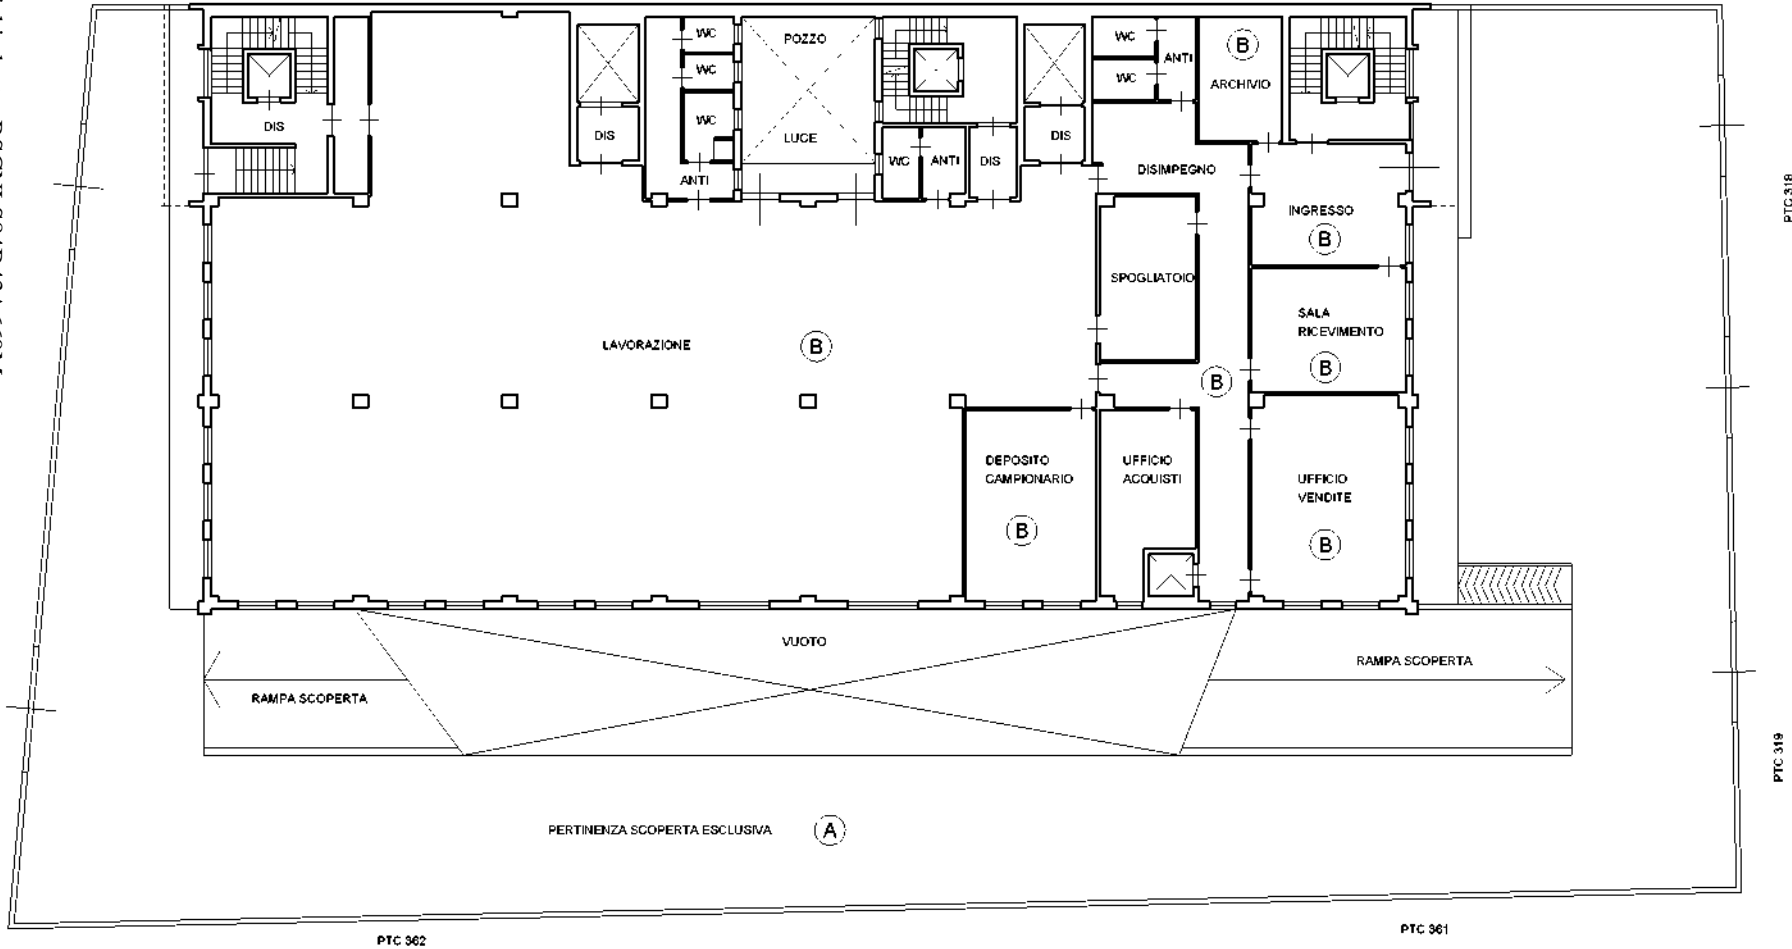 WC
POZZO
WC
ANTI
B
WC
WC
ARCHIVIO
WC
DIS
DIS
LUCE
DIS
WC
ANTI
DIS
DISIMPEGNO
ANTI
PTC 318
INGRESSO
B
SPOGLIATOIO
SALA
RICEVIMENTO
LAVORAZIONE
B
B
B
DEPOSITO
CAMPIONARIO
UFFICIO
ACQUISTI
UFFICIO
VENDITE
B
B
VUOTO
RAMPA SCOPERTA
RAMPA SCOPERTA
PTC 319
PERTINENZA SCOPERTA ESCLUSIVA
A
PTC 362
PTC 361